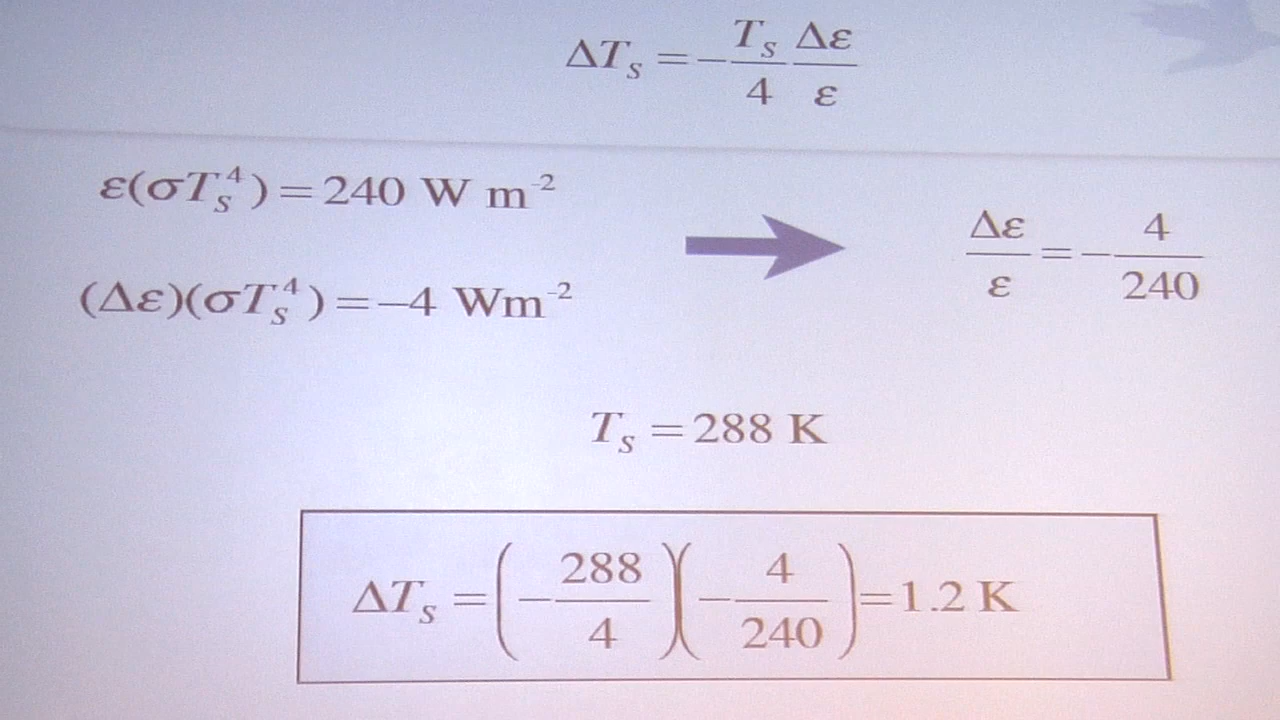 ΔT_S = −(T_S/4)(Δε/ε)
ε(σT_S^4) = 240 W m^-2
(Δε)(σT_S^4) = −4 Wm^-2
Δε/ε = −4/240
T_S = 288 K
ΔT_S = (−288/4)(−4/240) = 1.2 K